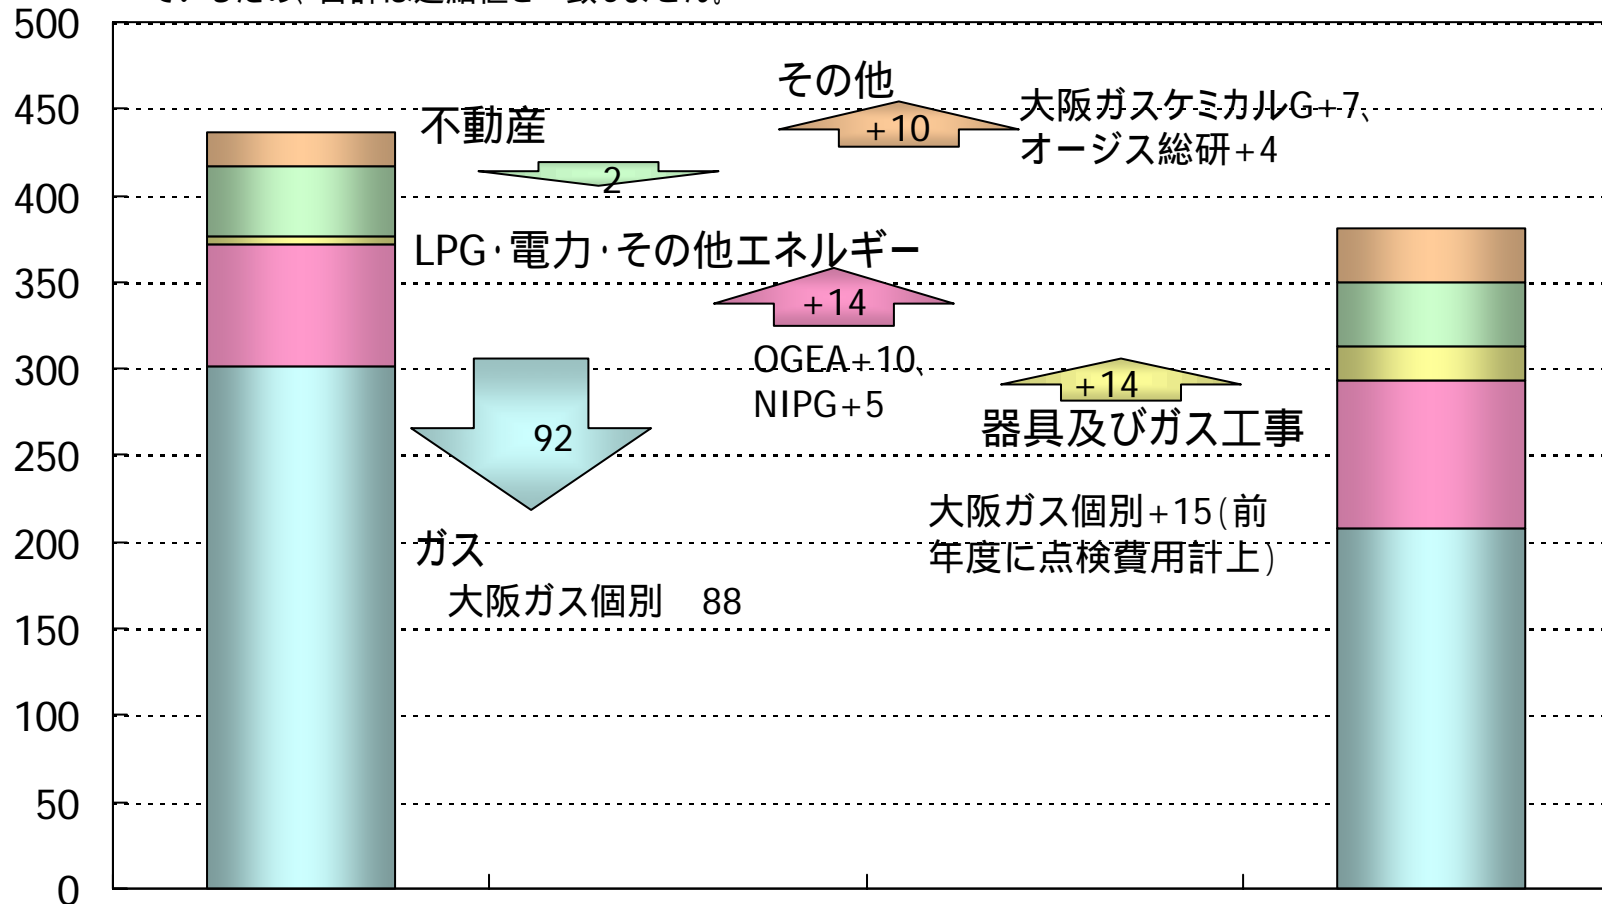 500
450
400
350
300
250
200
150
100
50
0
その他
+10
大阪ガスケミカルG+7、
オージス総研+4
不動産
2
LPG・電力・その他エネルギー
+14
OGEA+10、
NIPG+5
+14
器具及びガス工事
大阪ガス個別+15(前
年度に点検費用計上)
92
ガス
大阪ガス個別　88